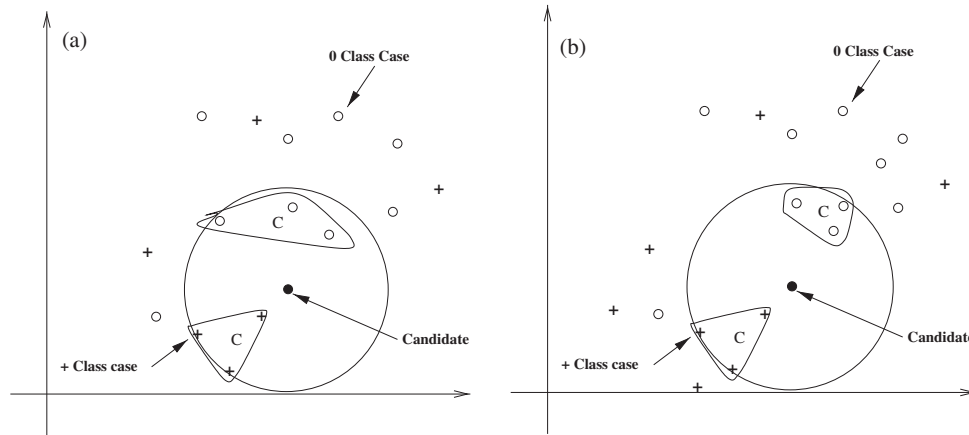 (a)
0 Class Case
C
C
Candidate
+ Class case
(b)
0 Class Case
C
C
Candidate
+ Class case